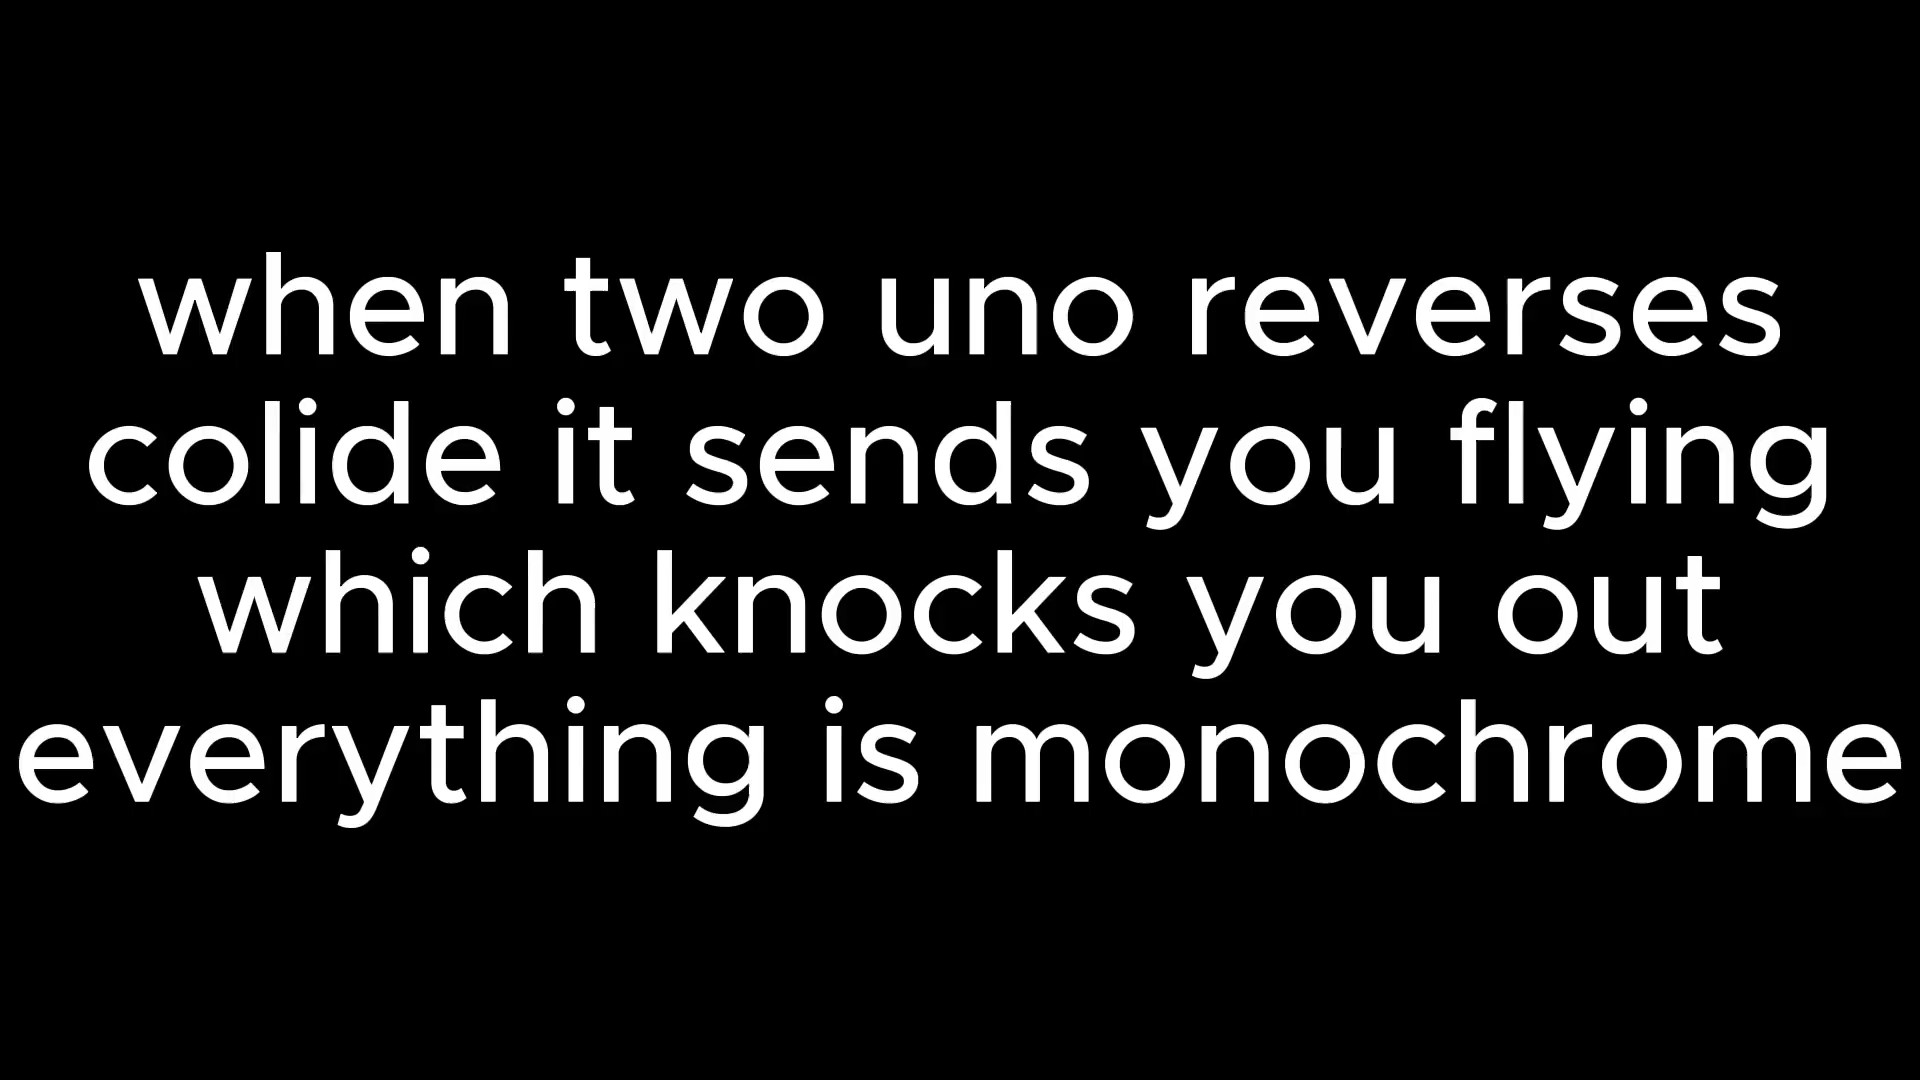 when two uno reverses
colide it sends you flying
which knocks you out
everything is monochrome